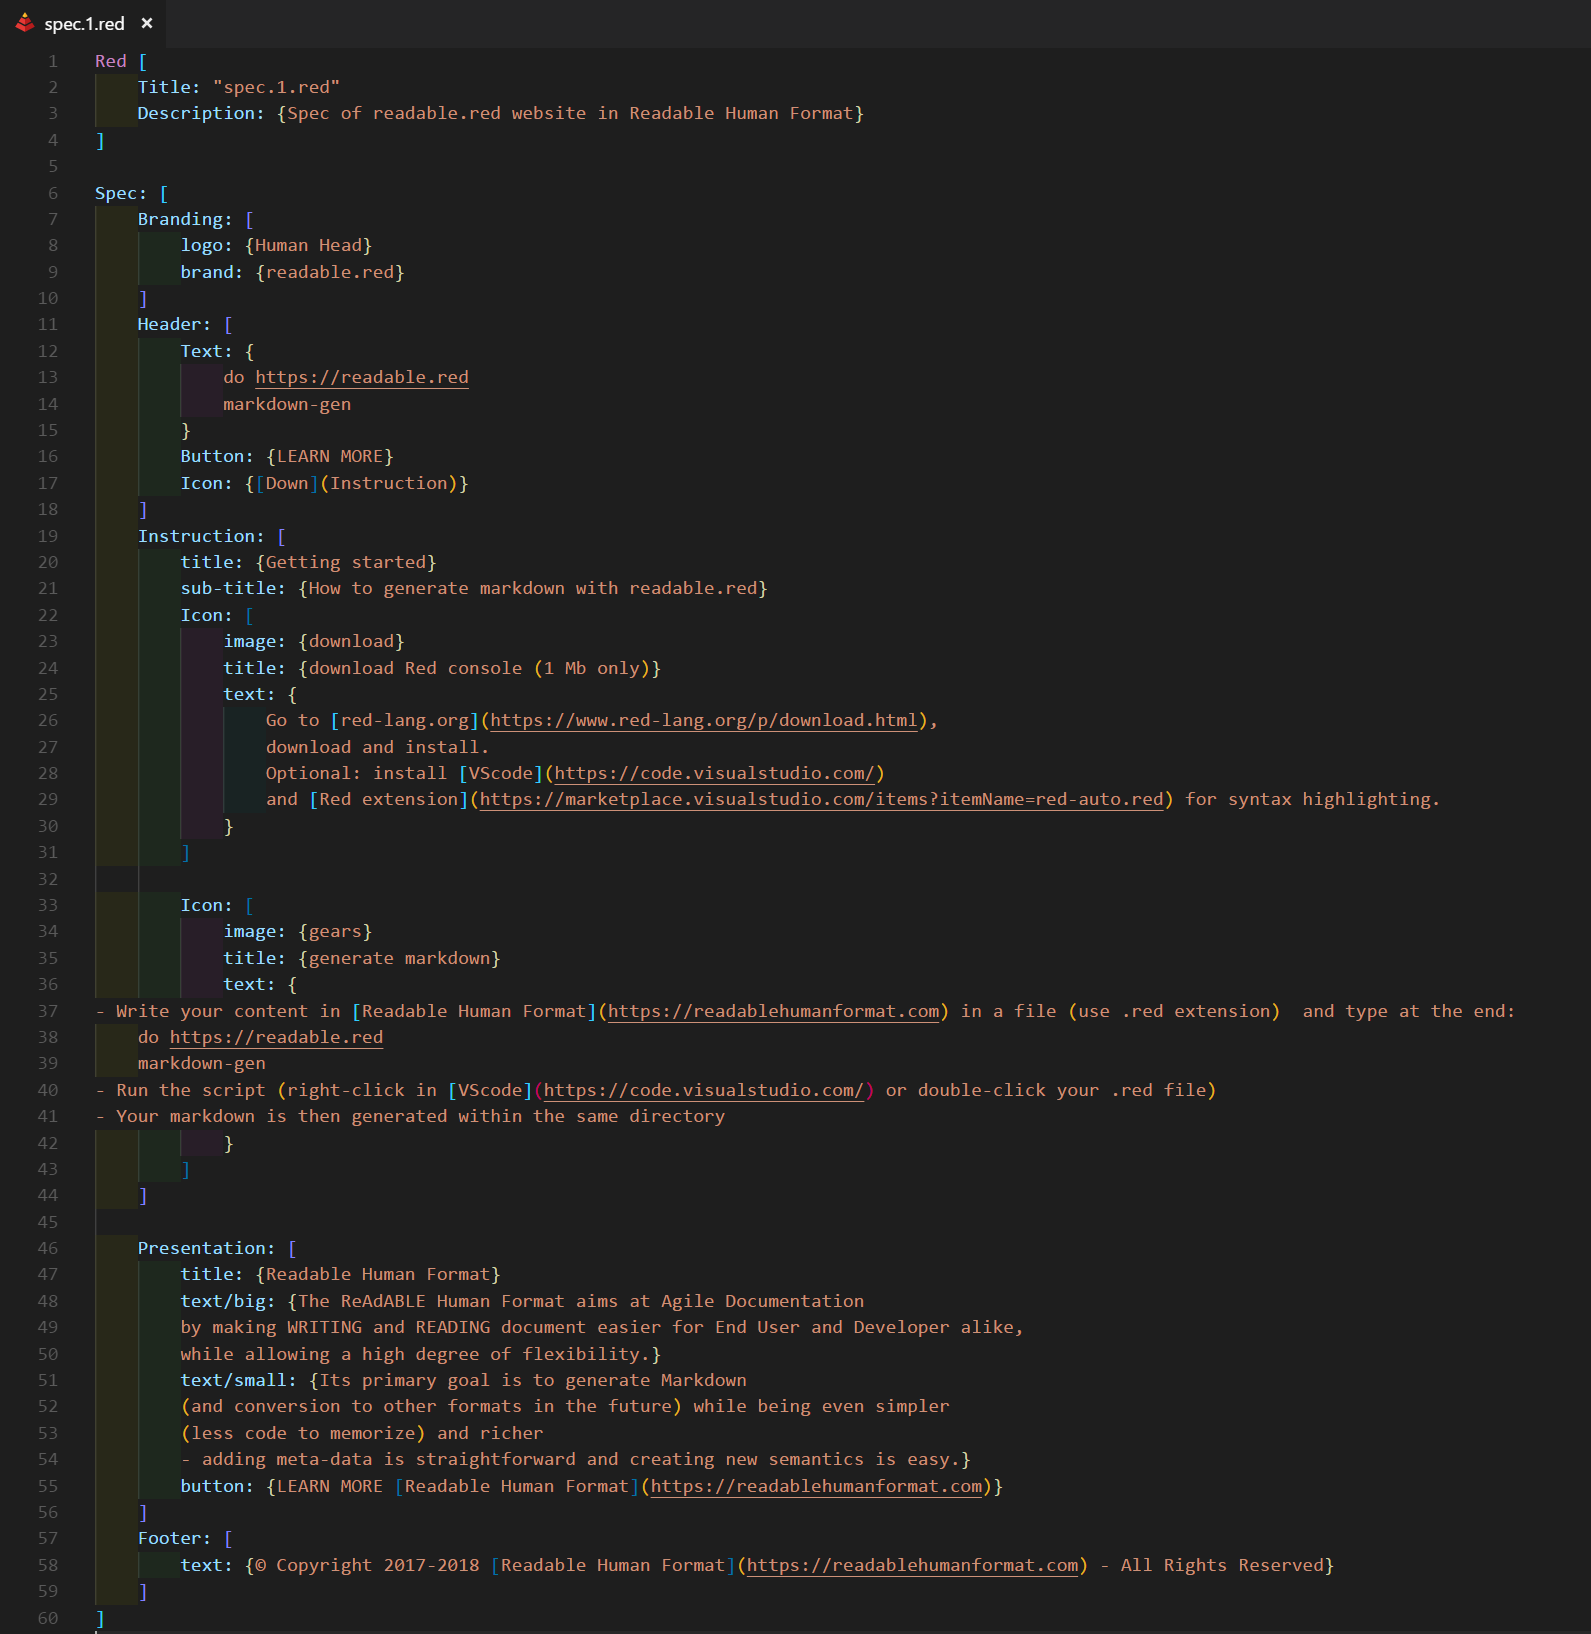 spec.1.red ×
1 Red [
2     Title: "spec.1.red"
3     Description: {Spec of readable.red website in Readable Human Format}
4 ]
5
6 Spec: [
7     Branding: [
8         logo: {Human Head}
9         brand: {readable.red}
10     ]
11     Header: [
12         Text: {
13             do https://readable.red
14             markdown-gen
15         }
16         Button: {LEARN MORE}
17         Icon: {[Down](Instruction)}
18     ]
19     Instruction: [
20         title: {Getting started}
21         sub-title: {How to generate markdown with readable.red}
22         Icon: [
23             image: {download}
24             title: {download Red console (1 Mb only)}
25             text: {
26                 Go to [red-lang.org](https://www.red-lang.org/p/download.html),
27                 download and install.
28                 Optional: install [VScode](https://code.visualstudio.com/)
29                 and [Red extension](https://marketplace.visualstudio.com/items?itemName=red-auto.red) for syntax highlighting.
30             }
31         ]
32
33         Icon: [
34             image: {gears}
35             title: {generate markdown}
36             text: {
37 - Write your content in [Readable Human Format](https://readablehumanformat.com) in a file (use .red extension)  and type at the end:
38     do https://readable.red
39     markdown-gen
40 - Run the script (right-click in [VScode](https://code.visualstudio.com/) or double-click your .red file)
41 - Your markdown is then generated within the same directory
42             }
43         ]
44     ]
45
46     Presentation: [
47         title: {Readable Human Format}
48         text/big: {The ReAdABLE Human Format aims at Agile Documentation
49         by making WRITING and READING document easier for End User and Developer alike,
50         while allowing a high degree of flexibility.}
51         text/small: {Its primary goal is to generate Markdown
52         (and conversion to other formats in the future) while being even simpler
53         (less code to memorize) and richer
54         - adding meta-data is straightforward and creating new semantics is easy.}
55         button: {LEARN MORE [Readable Human Format](https://readablehumanformat.com)}
56     ]
57     Footer: [
58         text: {© Copyright 2017-2018 [Readable Human Format](https://readablehumanformat.com) - All Rights Reserved}
59     ]
60 ]